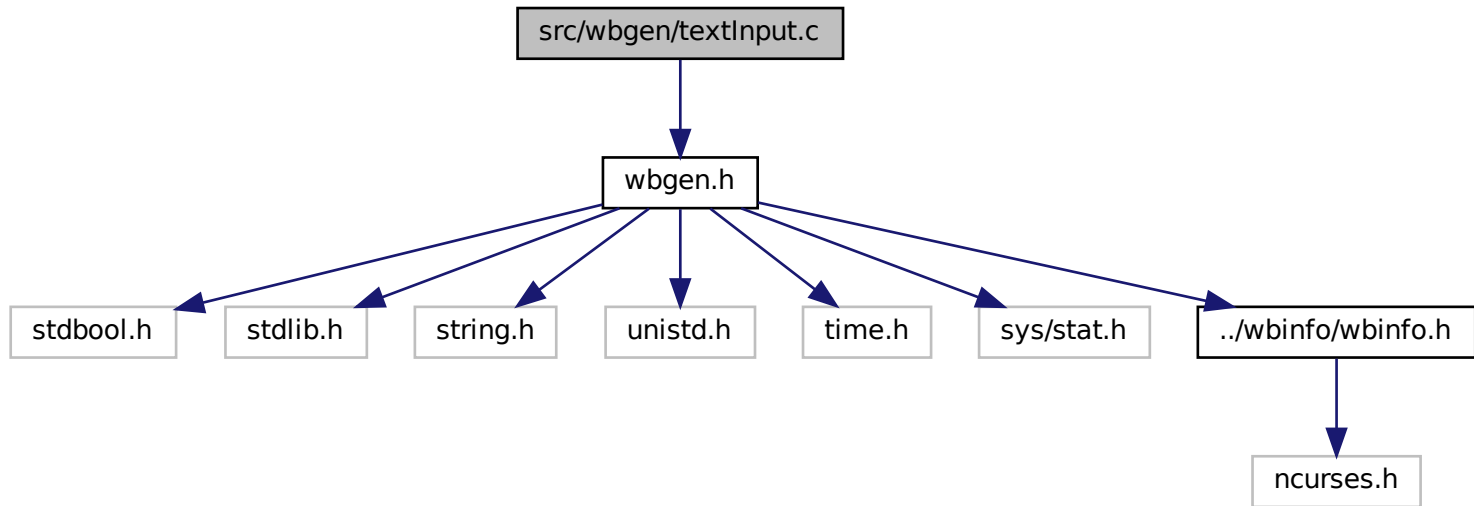 src/wbgen/textInput.c
wbgen.h
stdbool.h
stdlib.h
string.h
unistd.h
time.h
sys/stat.h
../wbinfo/wbinfo.h
ncurses.h